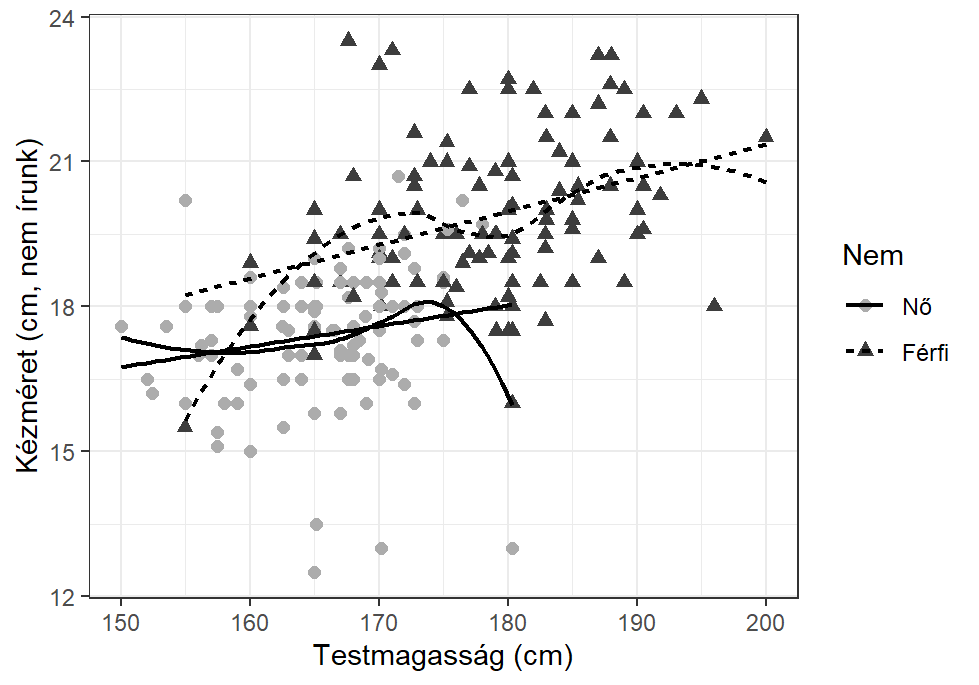 24
21
18
15
12
Kézméret (cm, nem írunk)
150 160 170 180 190 200
Testmagasság (cm)
Nem
Nő
Férfi